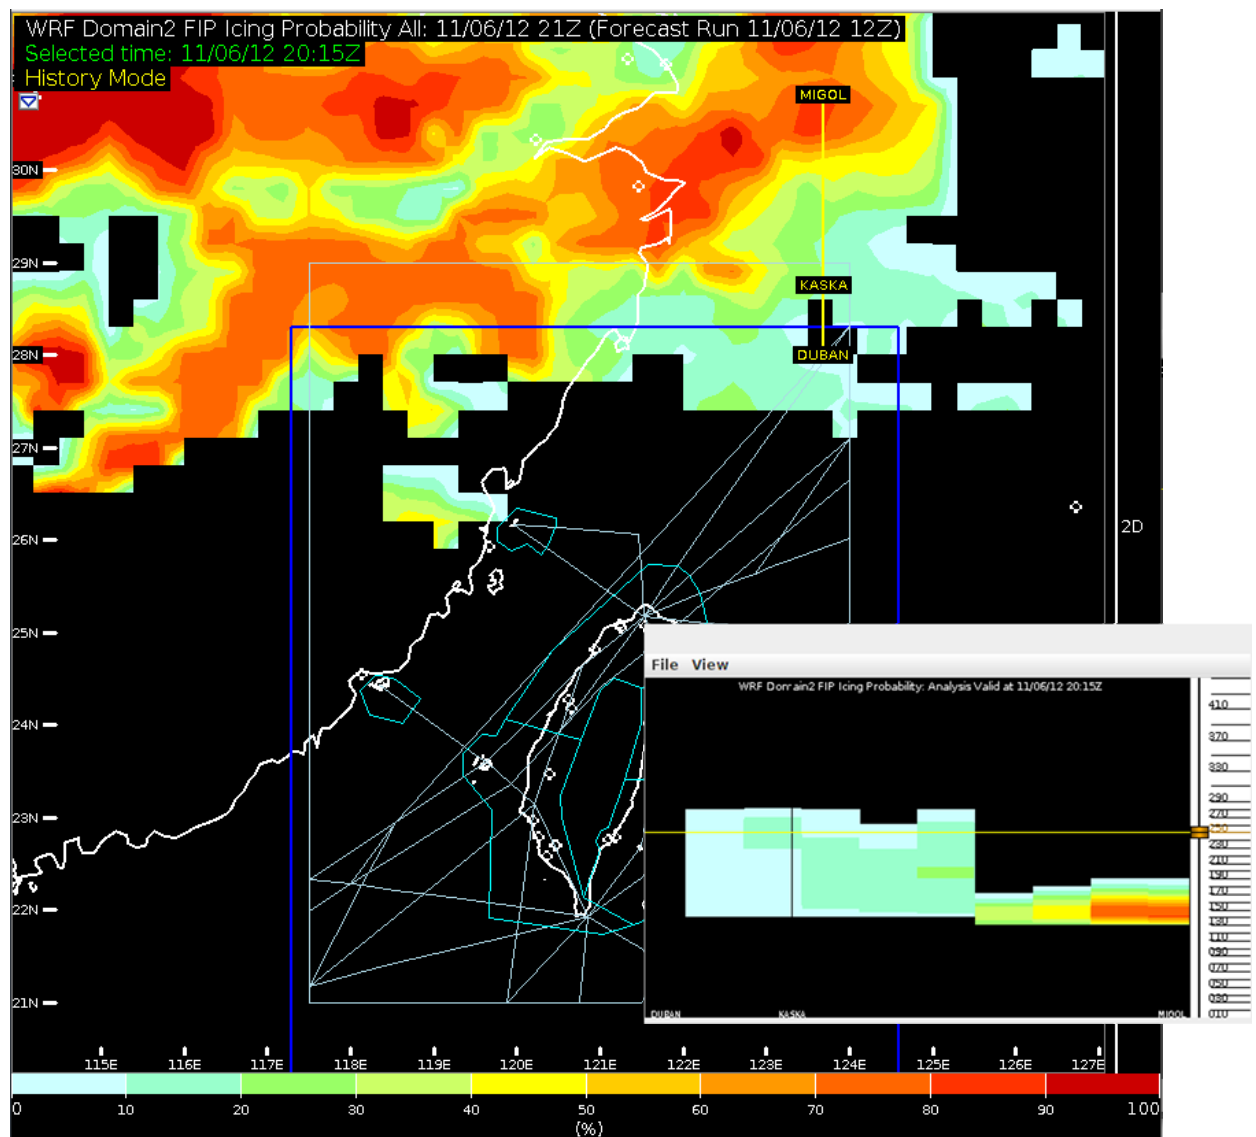 WRF Domain2 FIP Icing Probability All: 11/06/12 21Z (Forecast Run 11/06/12 12Z)
Selected time: 11/06/12 20:15Z
History Mode
MIGOL
30N
29N
KASKA
28N
DUBAN
27N
26N
2D
25N
File View
WRF Domain2 FIP Icing Probability: Analysis Valid at 11/06/12 20:15Z
410
24N
370
330
290
270
23N
230
210
190
170
22N
150
130
110
090
070
050
21N
030
010
DUBAN KASKA MIGOL
115E 116E 117E 118E 119E 120E 121E 122E 123E 124E 125E 126E 127E
0 10 20 30 40 50 60 70 80 90 100
(%)